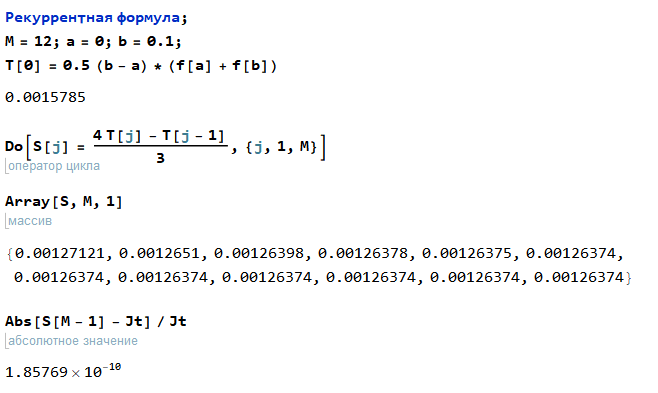 Рекуррентная формула;
M = 12; a = 0; b = 0.1;
T[0] = 0.5 (b - a) * (f[a] + f[b])
0.0015785
Do[S[j] = (4 T[j] - T[j - 1])/3, {j, 1, M}]
оператор цикла
Array[S, M, 1]
массив
{0.00127121, 0.0012651, 0.00126398, 0.00126378, 0.00126375, 0.00126374,
0.00126374, 0.00126374, 0.00126374, 0.00126374, 0.00126374, 0.00126374}
Abs[S[M - 1] - Jt] / Jt
абсолютное значение
1.85769 × 10⁻¹⁰